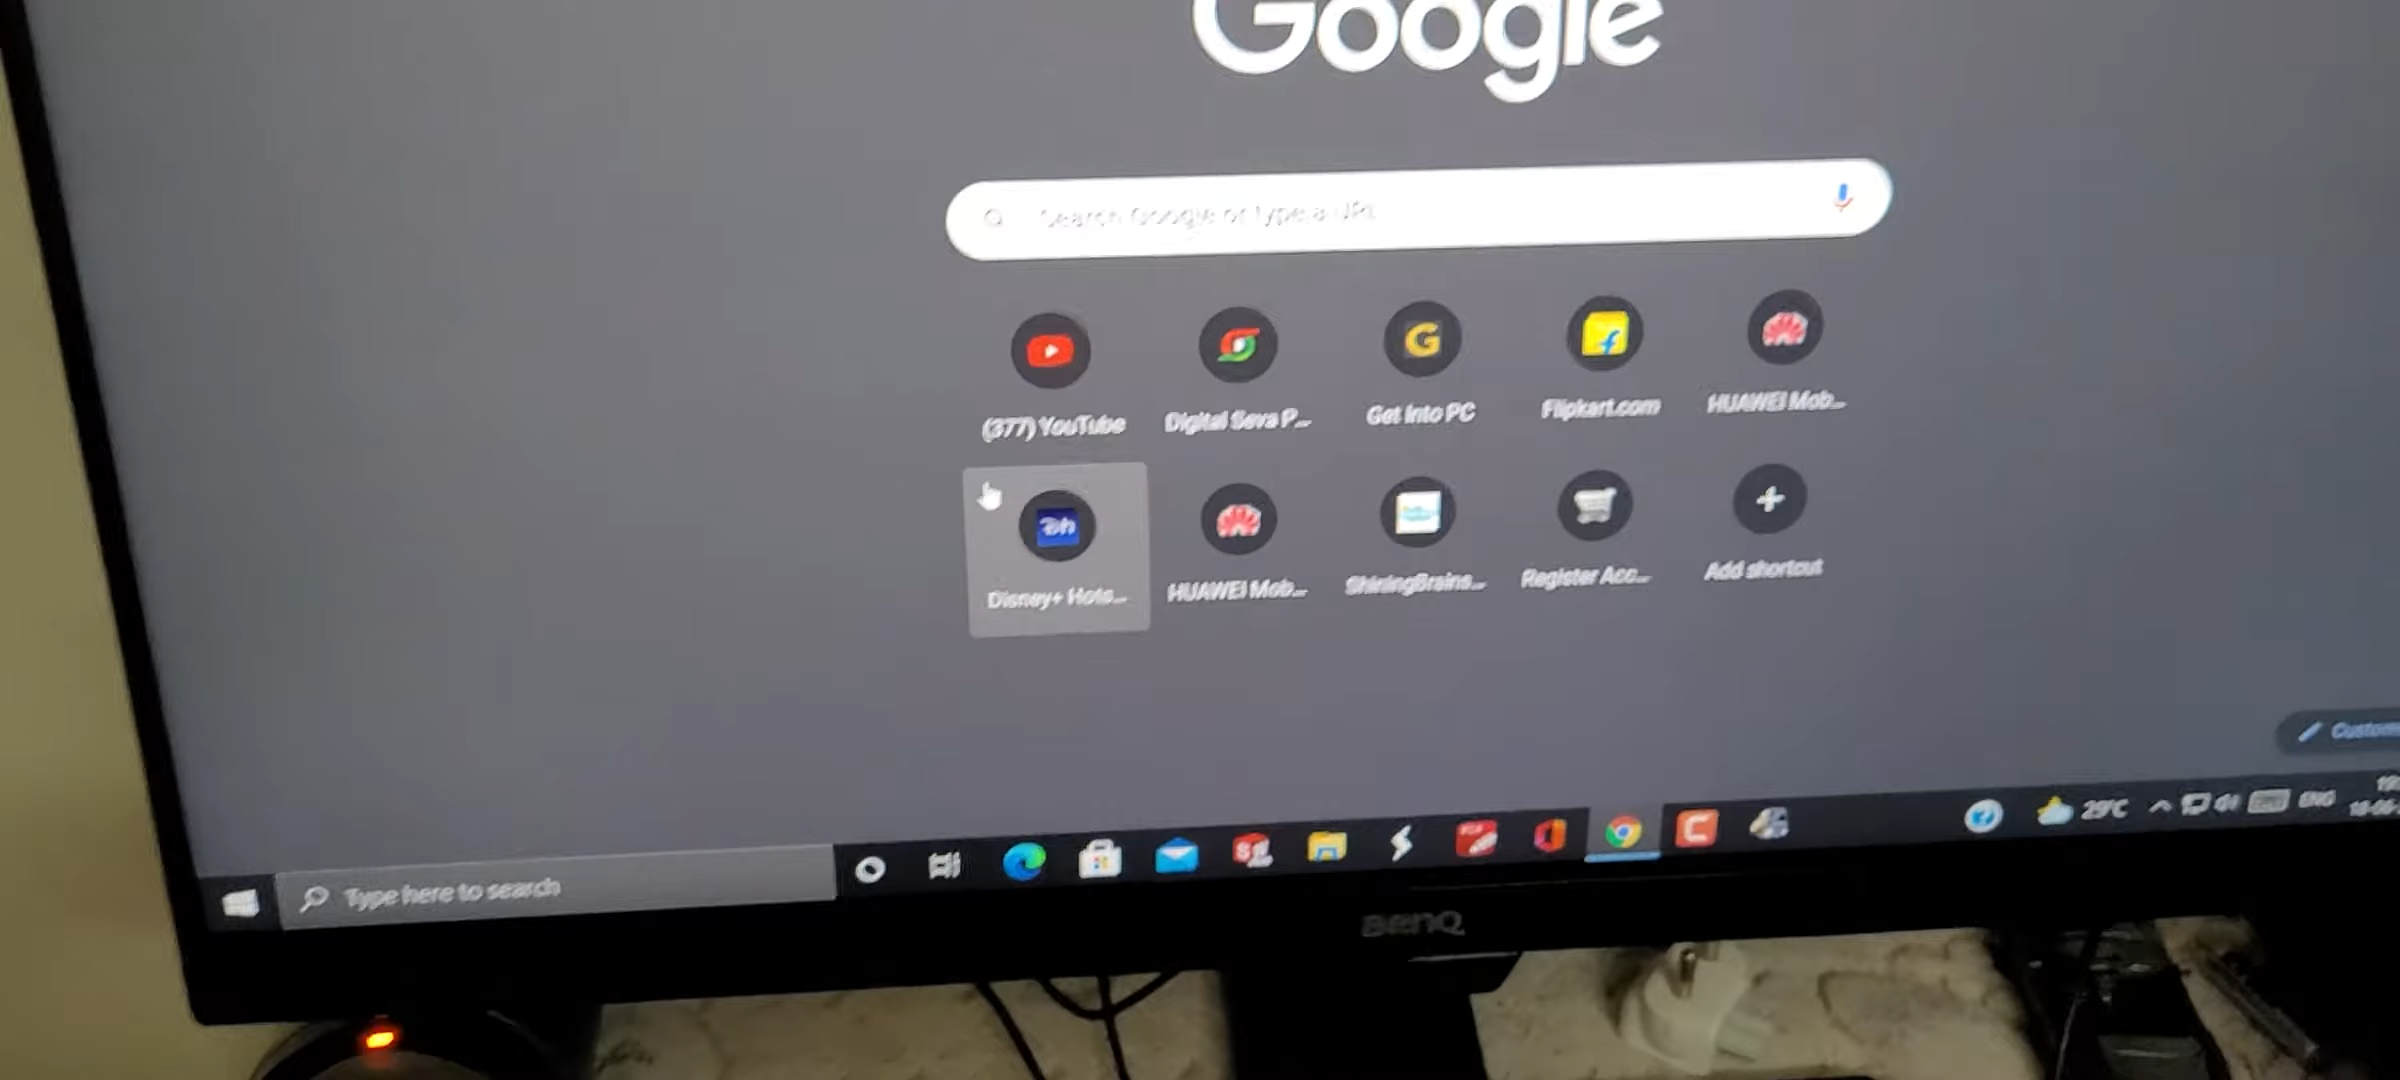 Google
Search Google or type a URL
(377) YouTube
Digital Seva P...
Get Into PC
Flipkart.com
HUAWEI Mob...
Disney+ Hots...
HUAWEI Mob...
ShiningBrains...
Register Acc...
Add shortcut
Type here to search
29°C
ENG
BenQ